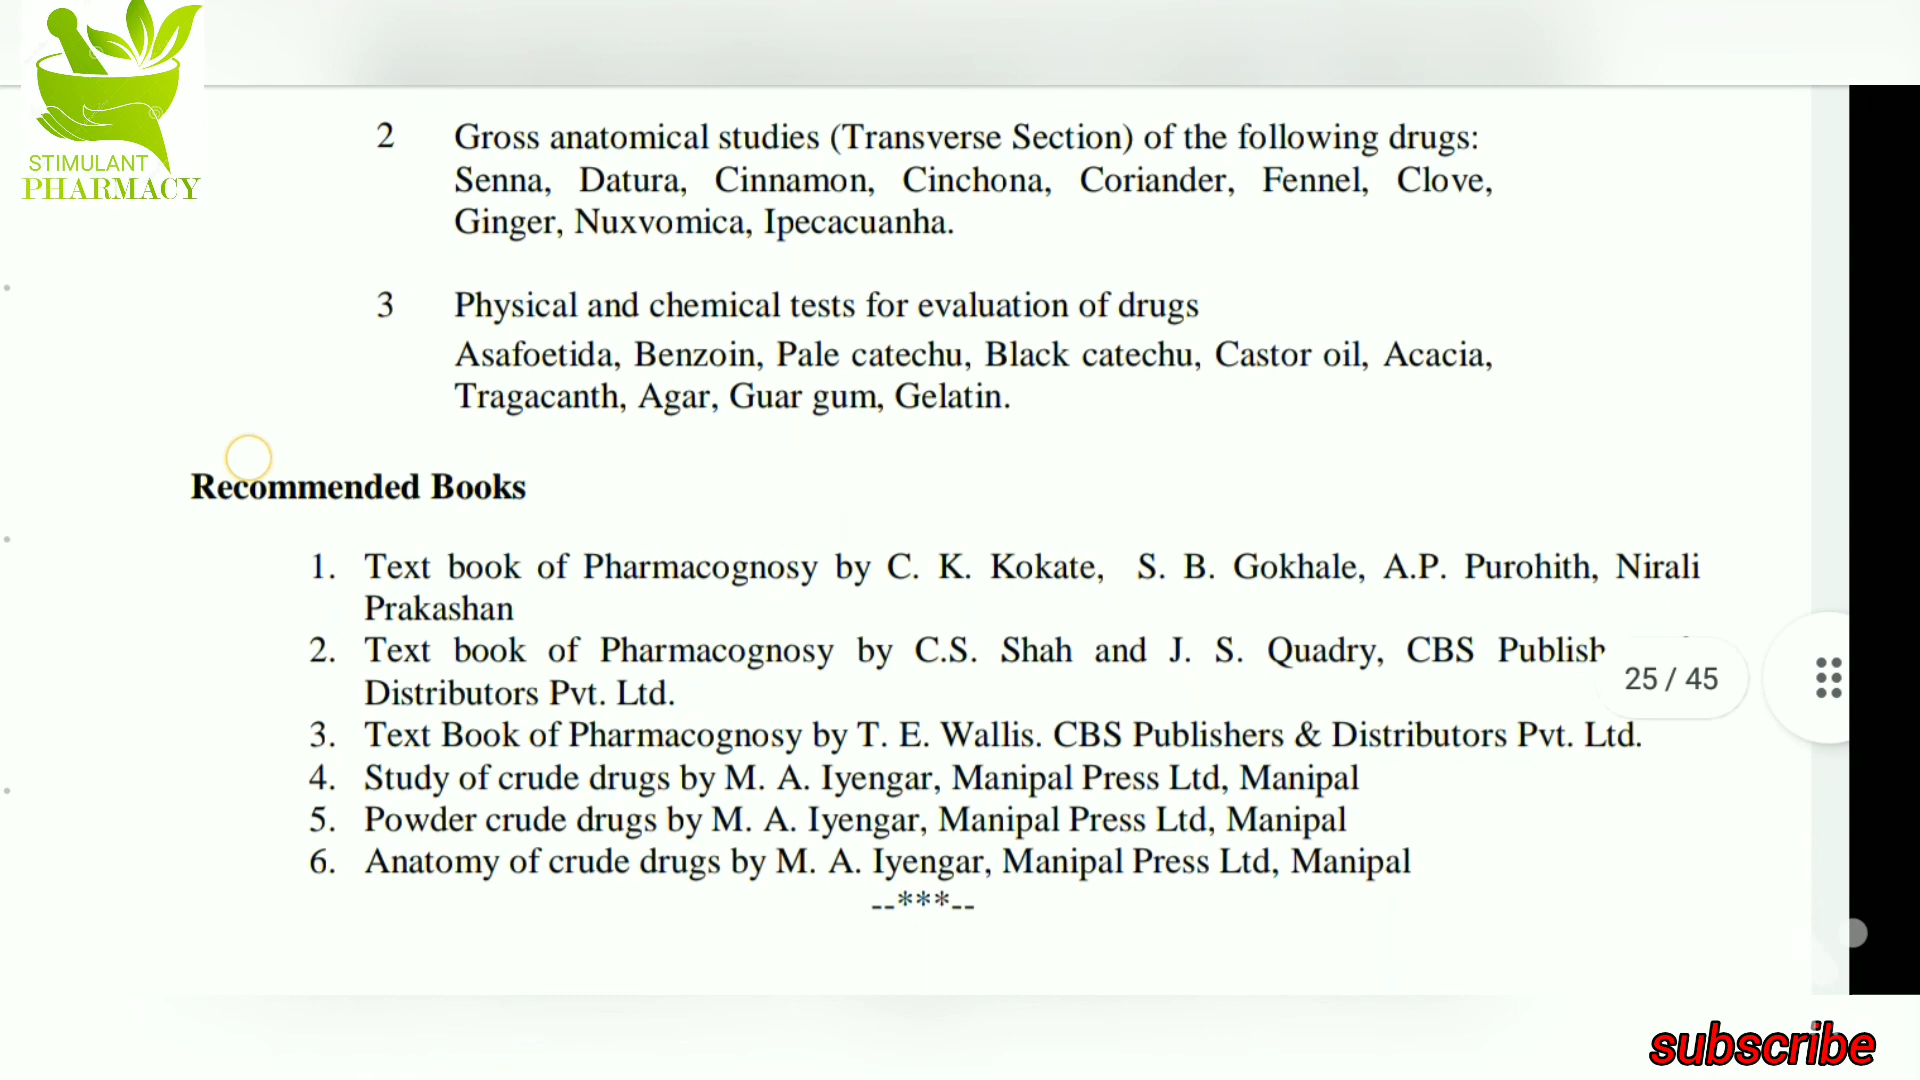 STIMULANT
PHARMACY
2 Gross anatomical studies (Transverse Section) of the following drugs:
Senna, Datura, Cinnamon, Cinchona, Coriander, Fennel, Clove,
Ginger, Nuxvomica, Ipecacuanha.
3 Physical and chemical tests for evaluation of drugs
Asafoetida, Benzoin, Pale catechu, Black catechu, Castor oil, Acacia,
Tragacanth, Agar, Guar gum, Gelatin.
Recommended Books
1. Text book of Pharmacognosy by C. K. Kokate, S. B. Gokhale, A.P. Purohith, Nirali
Prakashan
2. Text book of Pharmacognosy by C.S. Shah and J. S. Quadry, CBS
Distributors Pvt. Ltd.
25 / 45
3. Text Book of Pharmacognosy by T. E. Wallis. CBS Publishers & Distributors Pvt. Ltd.
4. Study of crude drugs by M. A. Iyengar, Manipal Press Ltd, Manipal
5. Powder crude drugs by M. A. Iyengar, Manipal Press Ltd, Manipal
6. Anatomy of crude drugs by M. A. Iyengar, Manipal Press Ltd, Manipal
--***--
subscribe